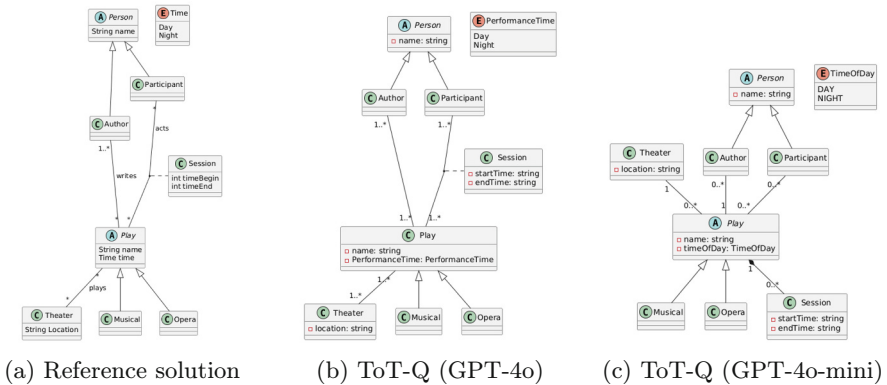 A Person
String name
E Time
Day
Night
C Participant
*
acts
C Author
1..*
writes
C Session
int timeBegin
int timeEnd
*
*
A Play
String name
Time time
*
plays
*
C Theater
String Location
C Musical
C Opera
(a) Reference solution
A Person
name: string
E PerformanceTime
Day
Night
C Author
C Participant
1..*
1..*
C Session
startTime: string
endTime: string
1..*
1..*
C Play
name: string
PerformanceTime: PerformanceTime
1..*
1..*
C Theater
location: string
C Musical
C Opera
(b) ToT-Q (GPT-4o)
A Person
name: string
E TimeOfDay
DAY
NIGHT
C Theater
location: string
C Author
C Participant
1
0..*
0..*
0..*
1
0..*
A Play
name: string
timeOfDay: TimeOfDay
1
0..*
C Musical
C Opera
C Session
startTime: string
endTime: string
(c) ToT-Q (GPT-4o-mini)